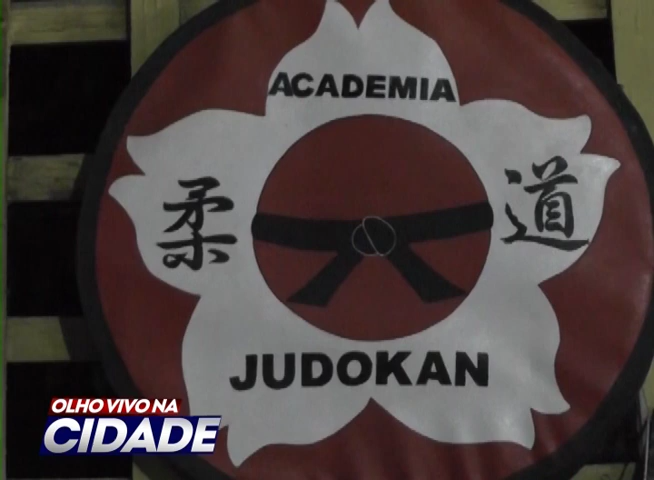 ACADEMIA
柔 道
JUDOKAN
OLHO VIVO NA
CIDADE